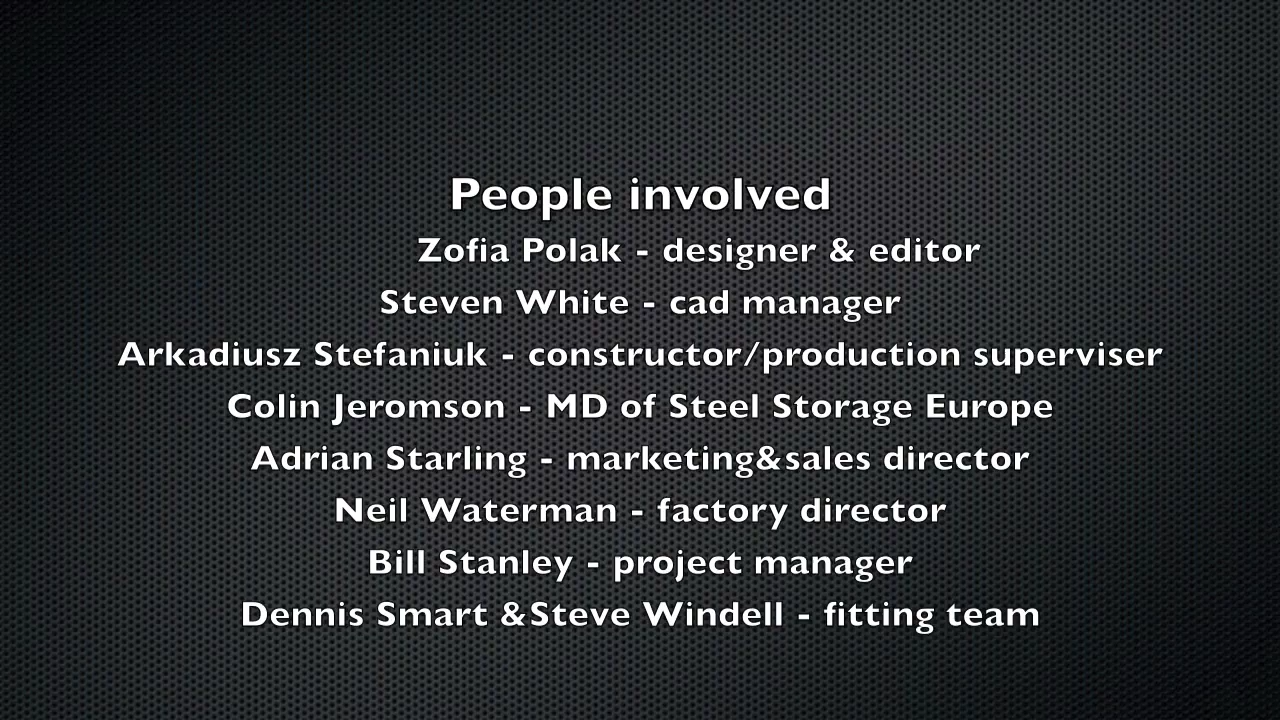 People involved
Zofia Polak - designer & editor
Steven White - cad manager
Arkadiusz Stefaniuk - constructor/production superviser
Colin Jeromson - MD of Steel Storage Europe
Adrian Starling - marketing&sales director
Neil Waterman - factory director
Bill Stanley - project manager
Dennis Smart &Steve Windell - fitting team